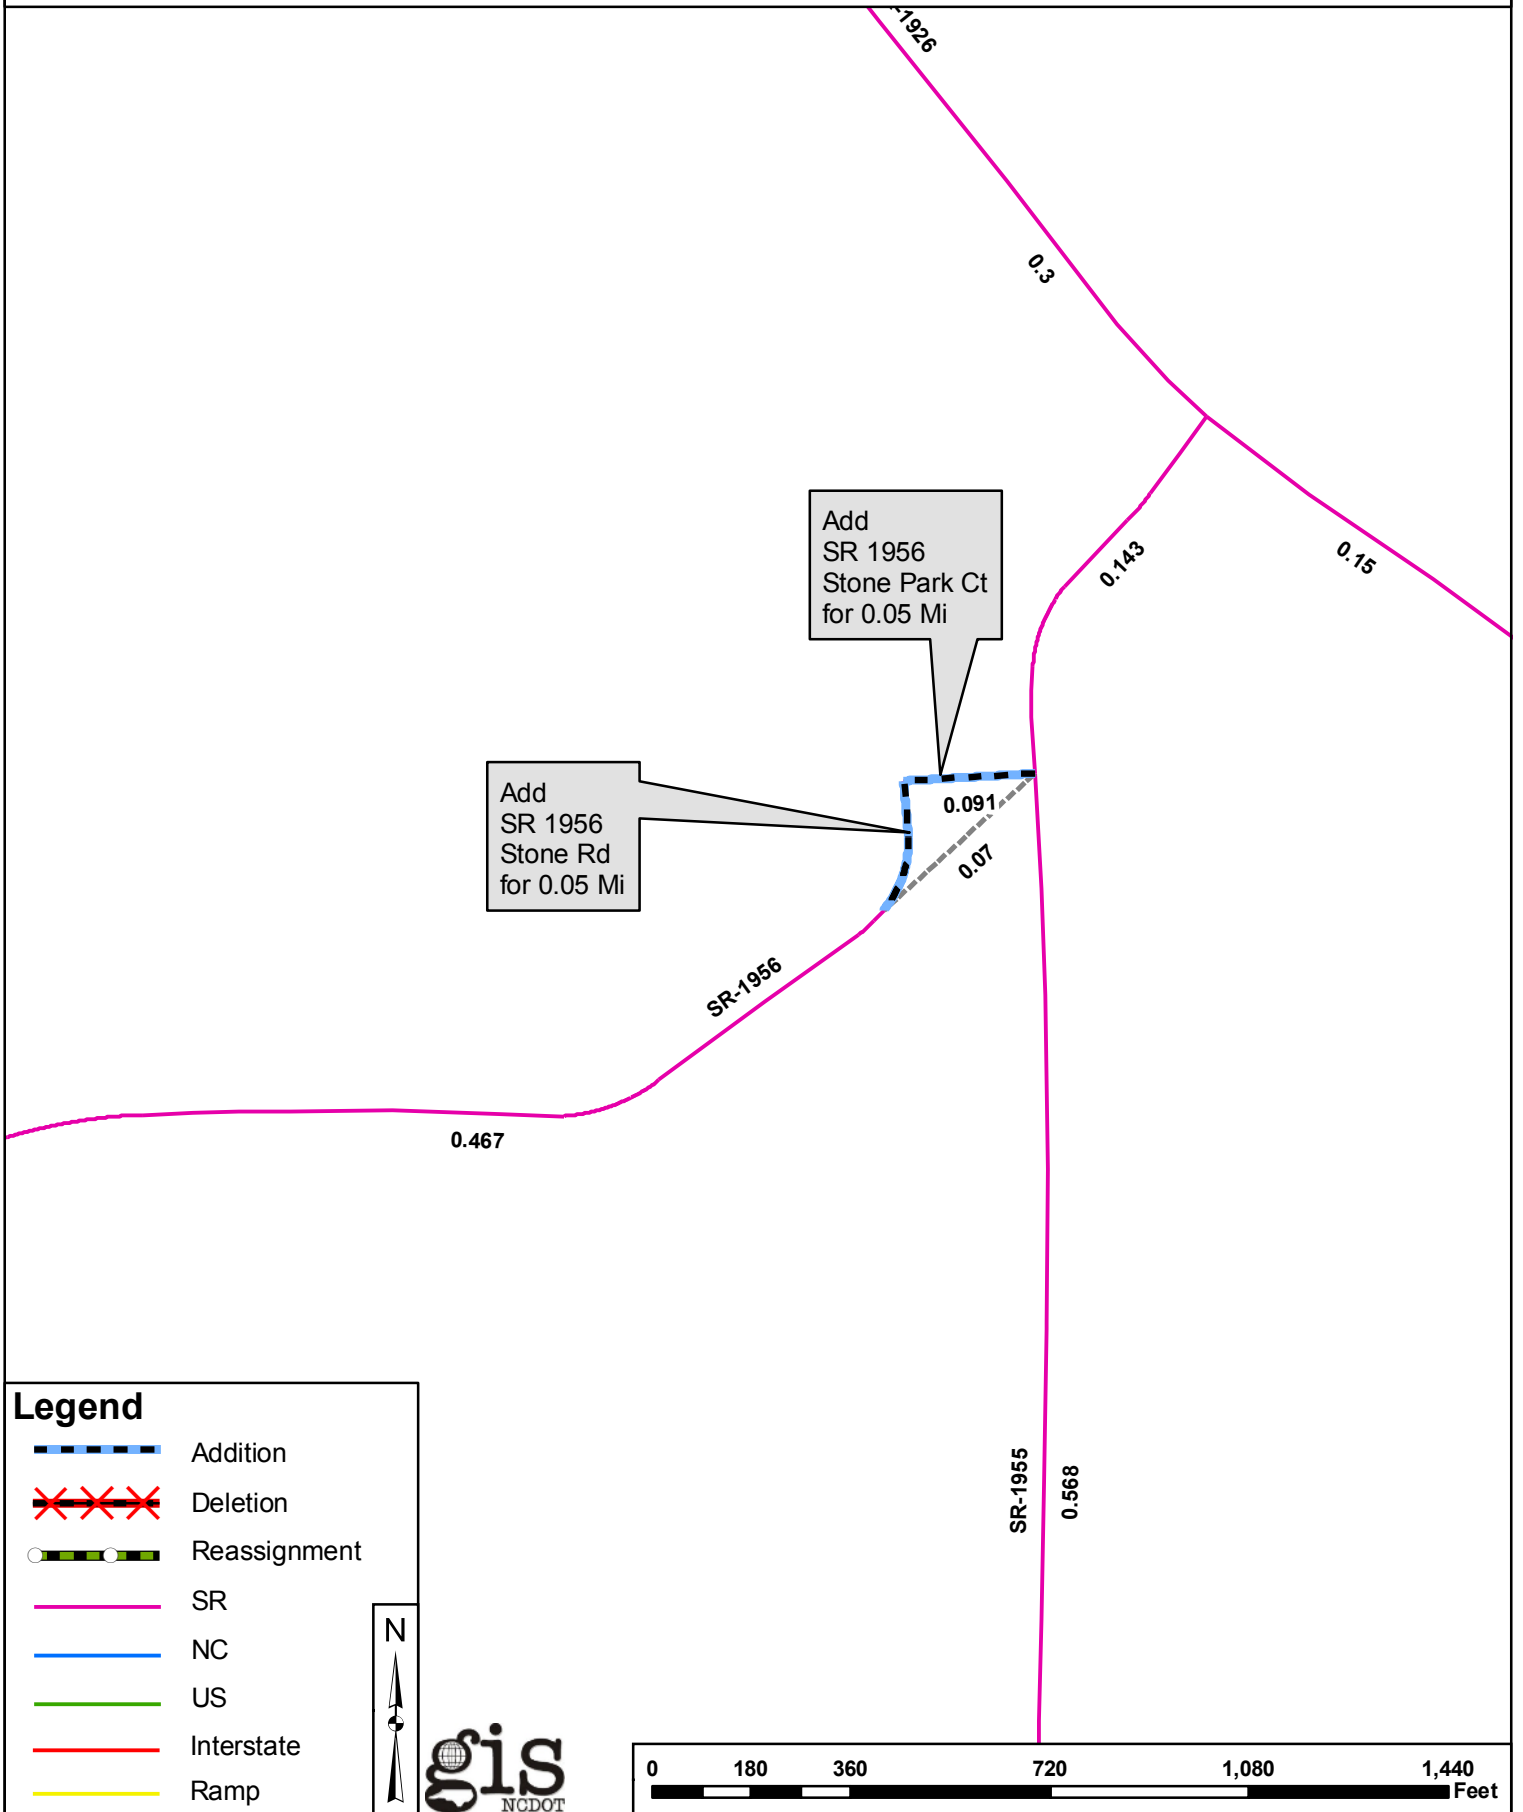 -1926
0.3
0.143
0.15
Add
SR 1956
Stone Park Ct
for 0.05 Mi
Add
SR 1956
Stone Rd
for 0.05 Mi
0.091
0.07
SR-1956
0.467
SR-1955
0.568
Legend
Addition
Deletion
Reassignment
SR
NC
US
Interstate
Ramp
N
gis
NCDOT
0 180 360 720 1,080 1,440
Feet